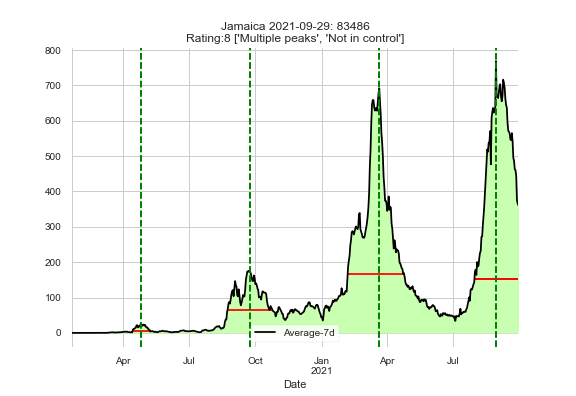 Jamaica 2021-09-29: 83486
Rating:8 ['Multiple peaks', 'Not in control']
800
700
600
500
400
300
200
100
0
Average-7d
Apr Jul Oct Jan Apr Jul
2021
Date